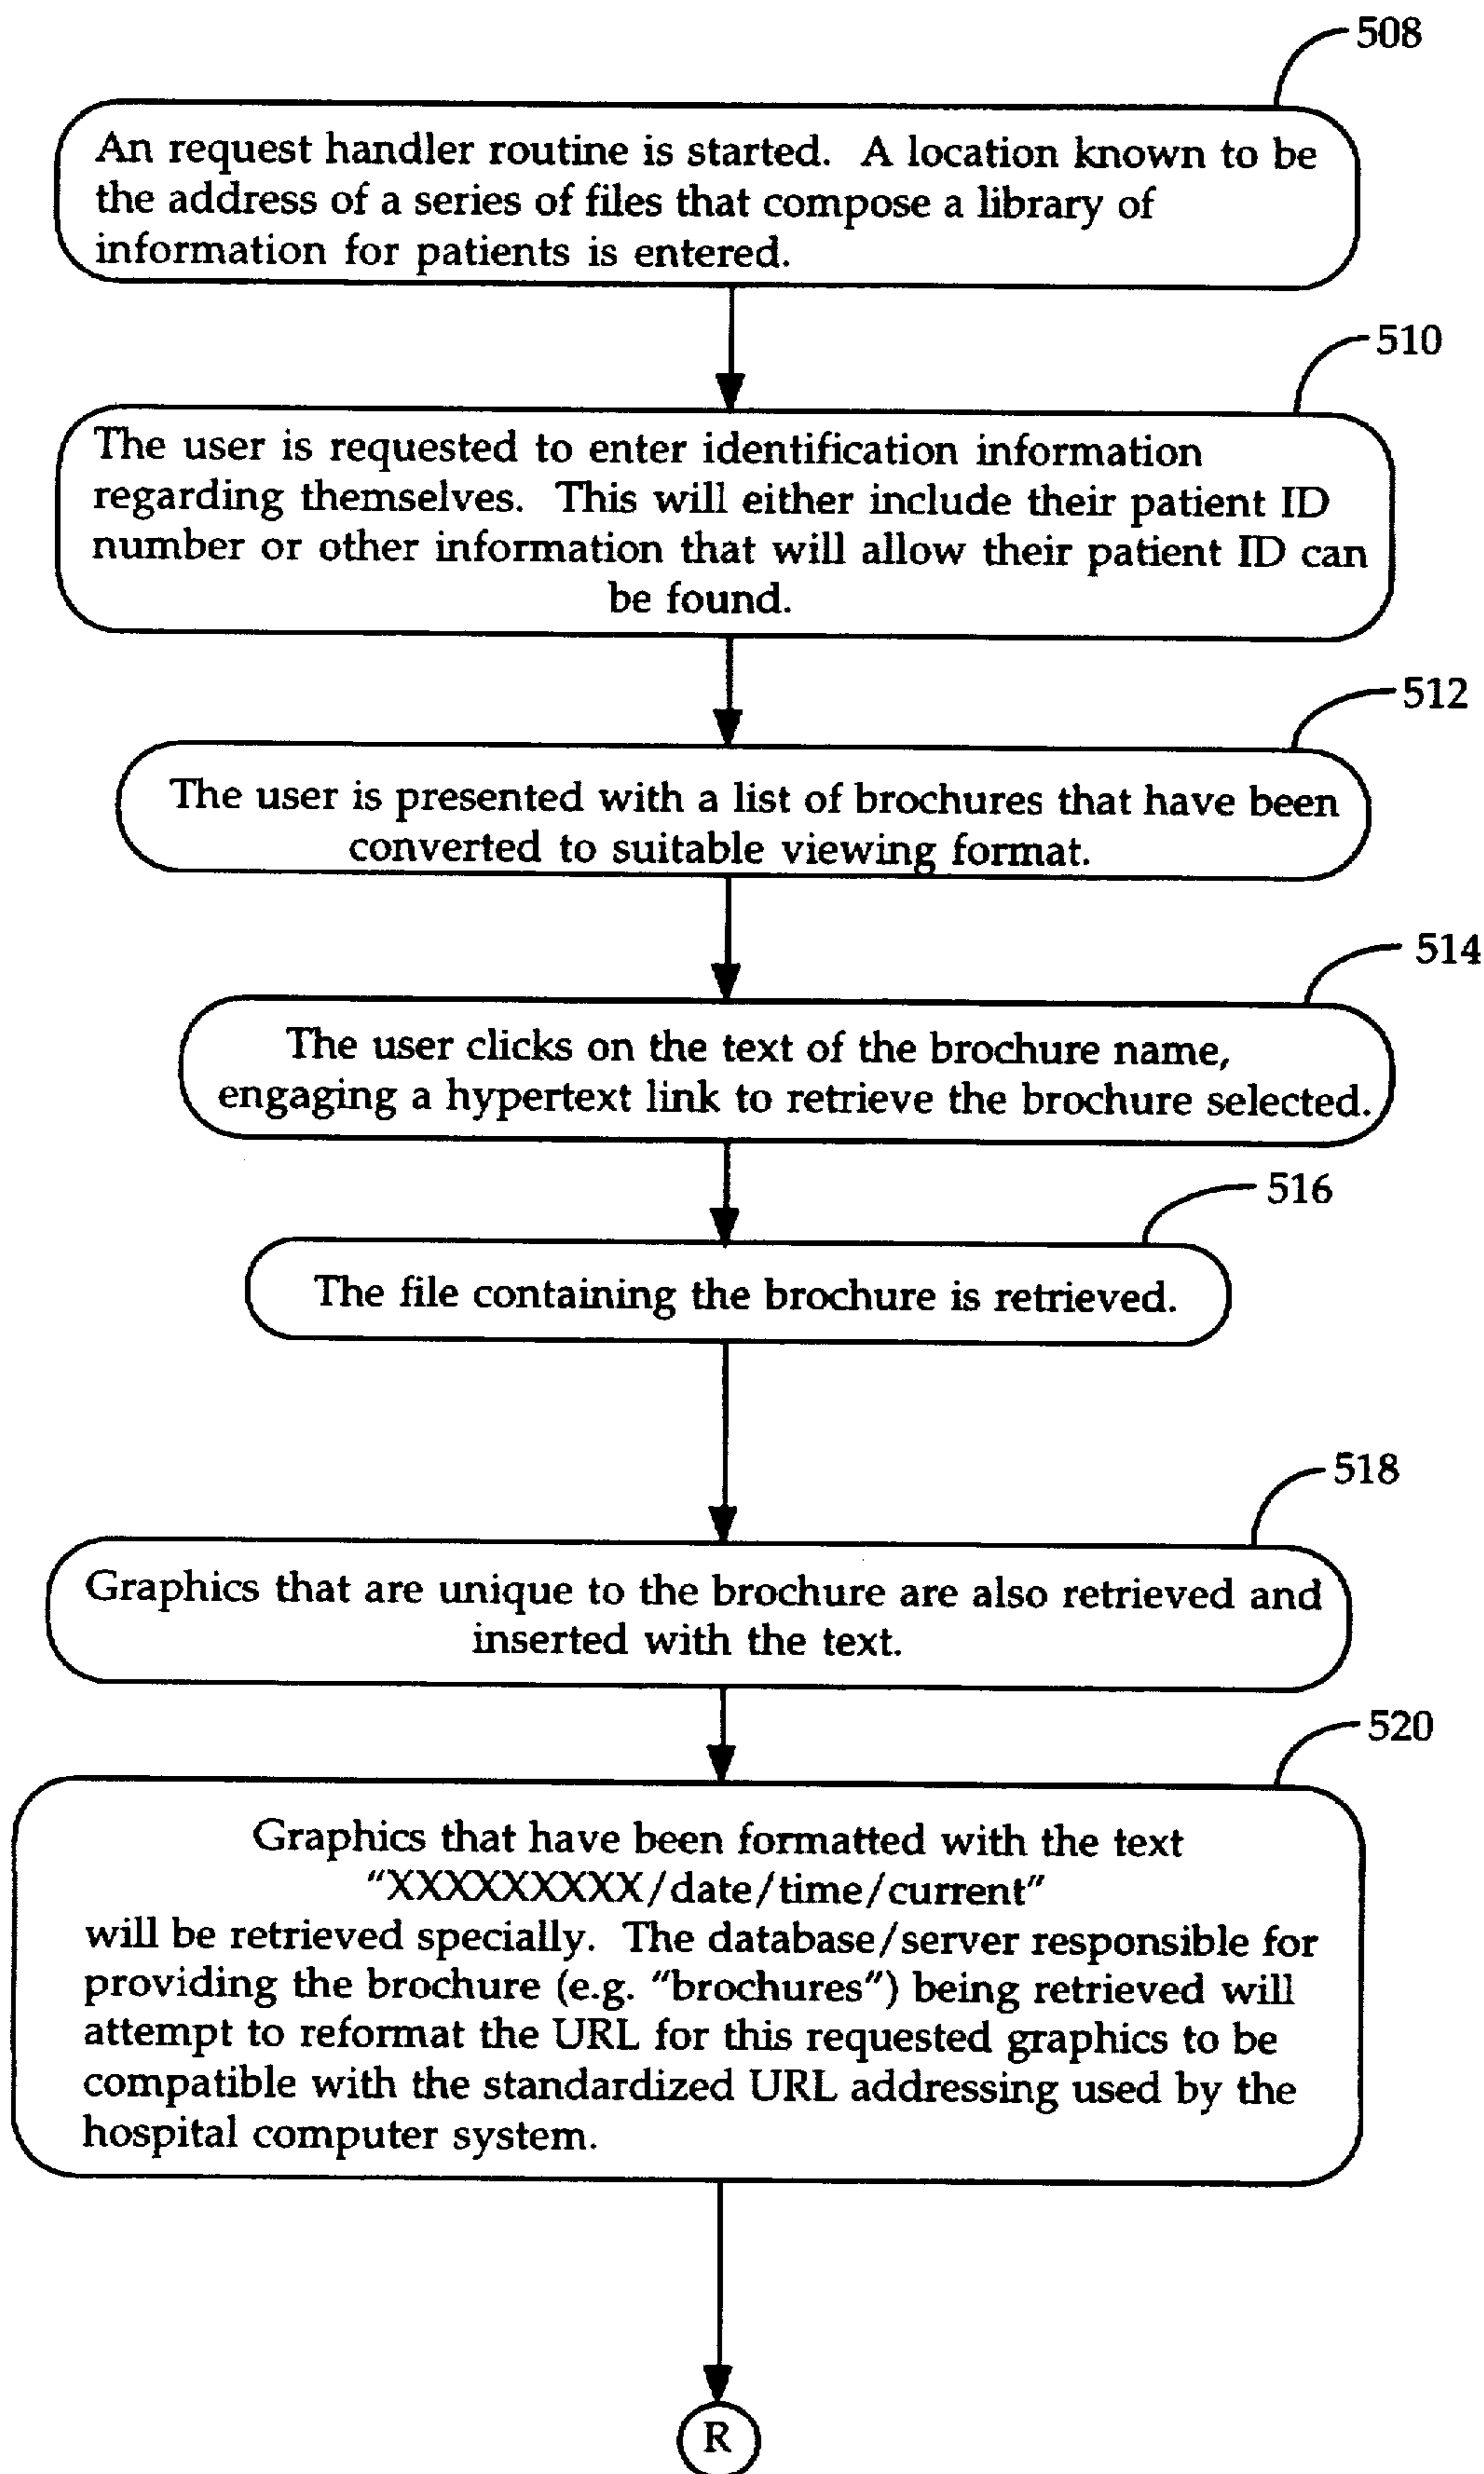 508
An request handler routine is started. A location known to be
the address of a series of files that compose a library of
information for patients is entered.
510
The user is requested to enter identification information
regarding themselves. This will either include their patient ID
number or other information that will allow their patient ID can
be found.
512
The user is presented with a list of brochures that have been
converted to suitable viewing format.
514
The user clicks on the text of the brochure name,
engaging a hypertext link to retrieve the brochure selected.
516
The file containing the brochure is retrieved.
518
Graphics that are unique to the brochure are also retrieved and
inserted with the text.
520
Graphics that have been formatted with the text
"XXXXXXXXX/date/time/current"
will be retrieved specially. The database/server responsible for
providing the brochure (e.g. "brochures") being retrieved will
attempt to reformat the URL for this requested graphics to be
compatible with the standardized URL addressing used by the
hospital computer system.
R